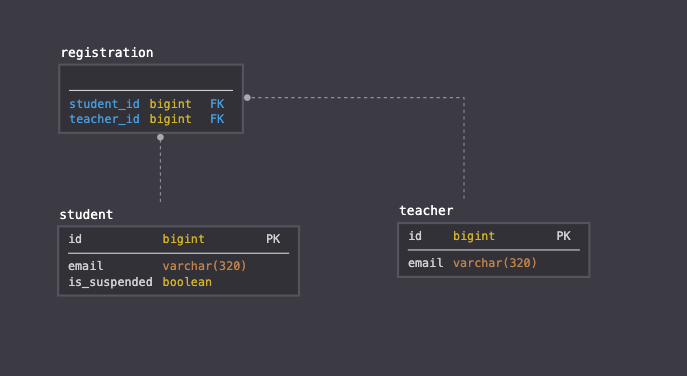 registration
student_id bigint FK
teacher_id bigint FK
student
id bigint PK
email varchar(320)
is_suspended boolean
teacher
id bigint PK
email varchar(320)